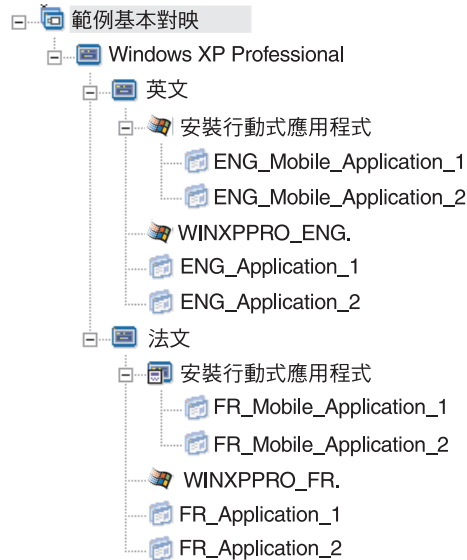 範例基本對映
Windows XP Professional
英文
安裝行動式應用程式
ENG_Mobile_Application_1
ENG_Mobile_Application_2
WINXPPRO_ENG.
ENG_Application_1
ENG_Application_2
法文
安裝行動式應用程式
FR_Mobile_Application_1
FR_Mobile_Application_2
WINXPPRO_FR.
FR_Application_1
FR_Application_2